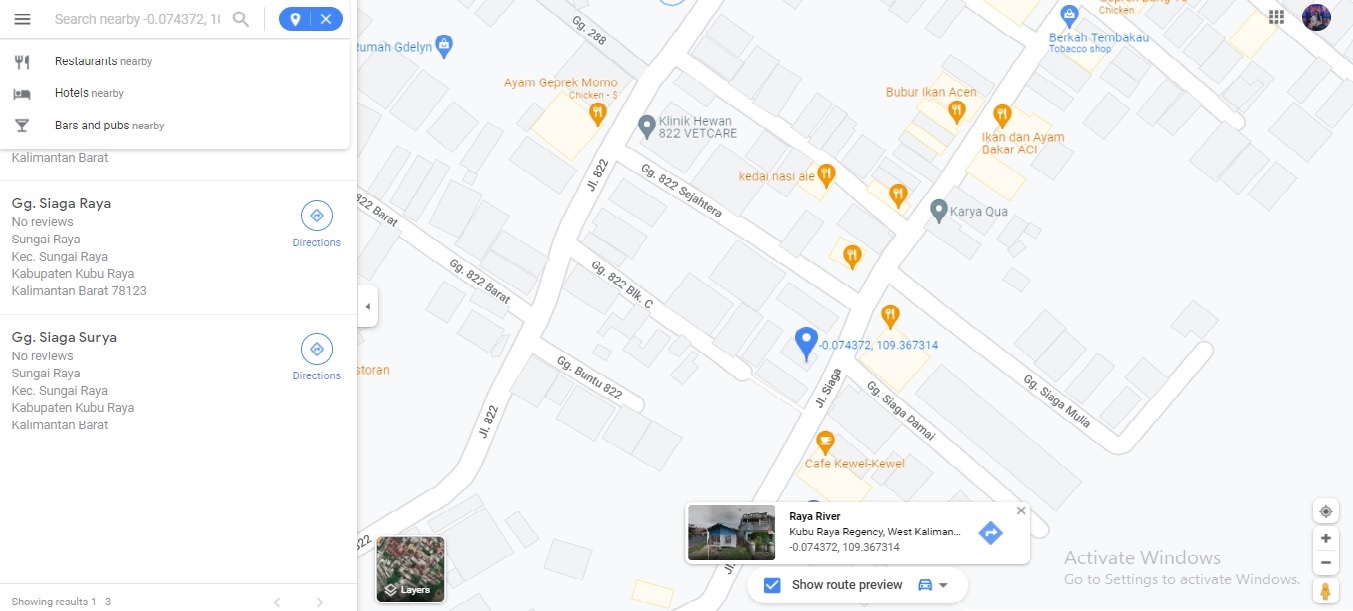 Search nearby -0.074372, 10
Restaurants nearby
Hotels nearby
Bars and pubs nearby
Kalimantan Barat
Gg. Siaga Raya
No reviews
Sungai Raya
Kec. Sungai Raya
Kabupaten Kubu Raya
Kalimantan Barat 78123
Directions
Gg. Siaga Surya
No reviews
Sungai Raya
Kec. Sungai Raya
Kabupaten Kubu Raya
Kalimantan Barat
Directions
Showing results 1 - 3
Gg. 288
Rumah Gdelyn
Ayam Geprek Momo
Chicken • $
Klinik Hewan
822 VETCARE
Jl. 822
Gg. 822 Sejahtera
822 Barat
Gg. 822 Barat
Gg. 822 Blk. C
Gg. Buntu 822
Jl. 822
storan
822
Chicken
Berkah Tembakau
Tobacco shop
Bubur Ikan Acen
Ikan dan Ayam
Dakar ACI
kedai nasi aie
Karya Qua
-0.074372, 109.367314
Jl. Siaga
Gg. Siaga Damai
Gg. Siaga Mulia
Cafe Kewel-Kewel
Jl.
Layers
Raya River
Kubu Raya Regency, West Kaliman...
-0.074372, 109.367314
Show route preview
Activate Windows
Go to Settings to activate Windows.